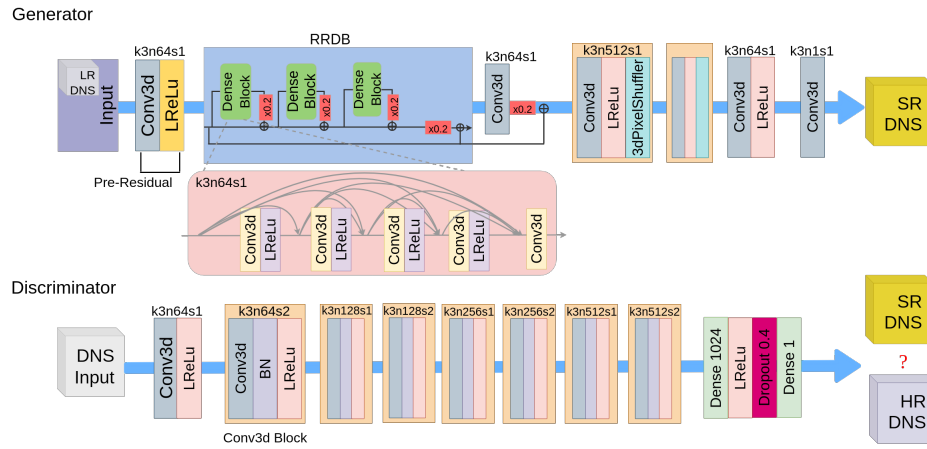 Generator
LR
DNS
Input
k3n64s1
Conv3d
LReLu
Pre-Residual
RRDB
Dense
Block
x0.2
Dense
Block
x0.2
Dense
Block
x0.2
x0.2
k3n64s1
Conv3d
x0.2
k3n512s1
Conv3d
LReLu
3dPixelShuffler
k3n64s1
Conv3d
LReLu
k3n1s1
Conv3d
SR
DNS
k3n64s1
Conv3d
LReLu
Conv3d
LReLu
Conv3d
LReLu
Conv3d
LReLu
Conv3d
Discriminator
DNS
Input
k3n64s1
Conv3d
LReLu
k3n64s2
Conv3d
BN
LReLu
Conv3d Block
k3n128s1
k3n128s2
k3n256s1
k3n256s2
k3n512s1
k3n512s2
Dense 1024
LReLu
Dropout 0.4
Dense 1
SR
DNS
?
HR
DNS